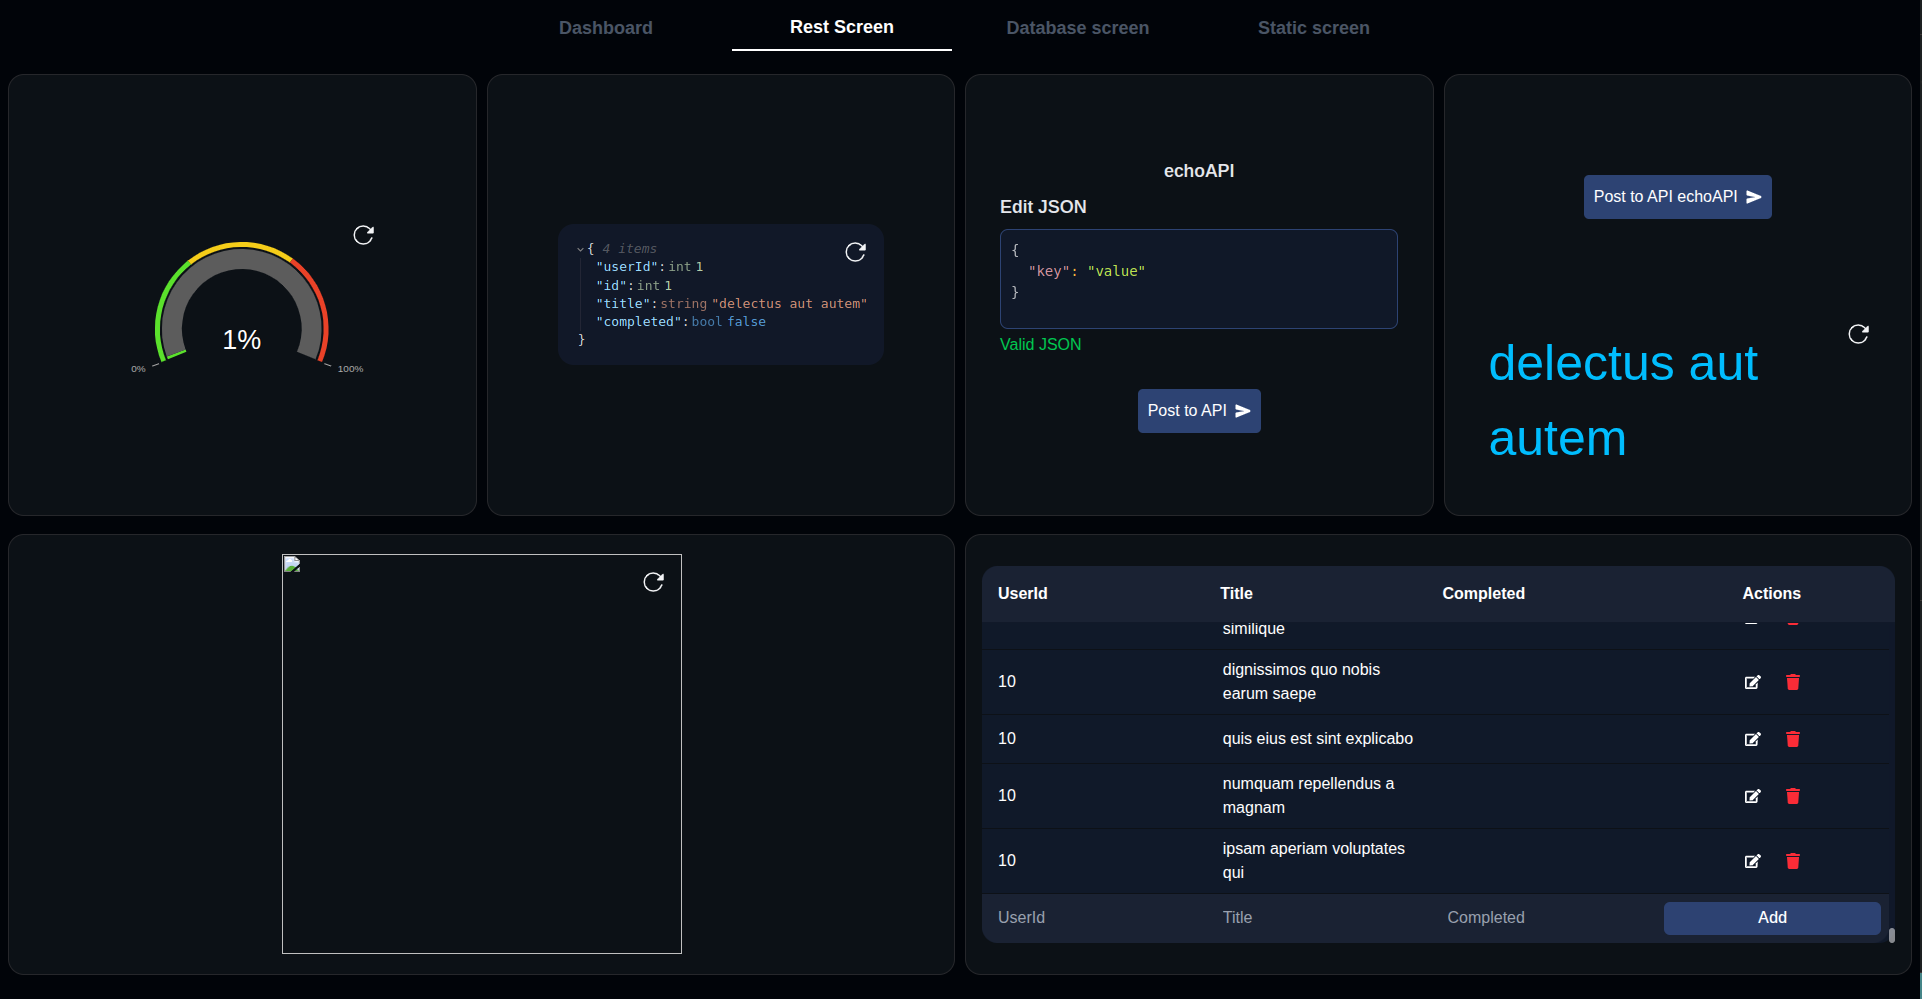 Dashboard
Rest Screen
Database screen
Static screen
1%
0%
100%
{ 4 items
"userId": int 1
"id": int 1
"title": string "delectus aut autem"
"completed": bool false
}
echoAPI
Edit JSON
{
"key": "value"
}
Valid JSON
Post to API
Post to API echoAPI
delectus aut
autem
UserId Title Completed Actions
similique
10 dignissimos quo nobis
earum saepe
10 quis eius est sint explicabo
10 numquam repellendus a
magnam
10 ipsam aperiam voluptates
qui
UserId Title Completed Add